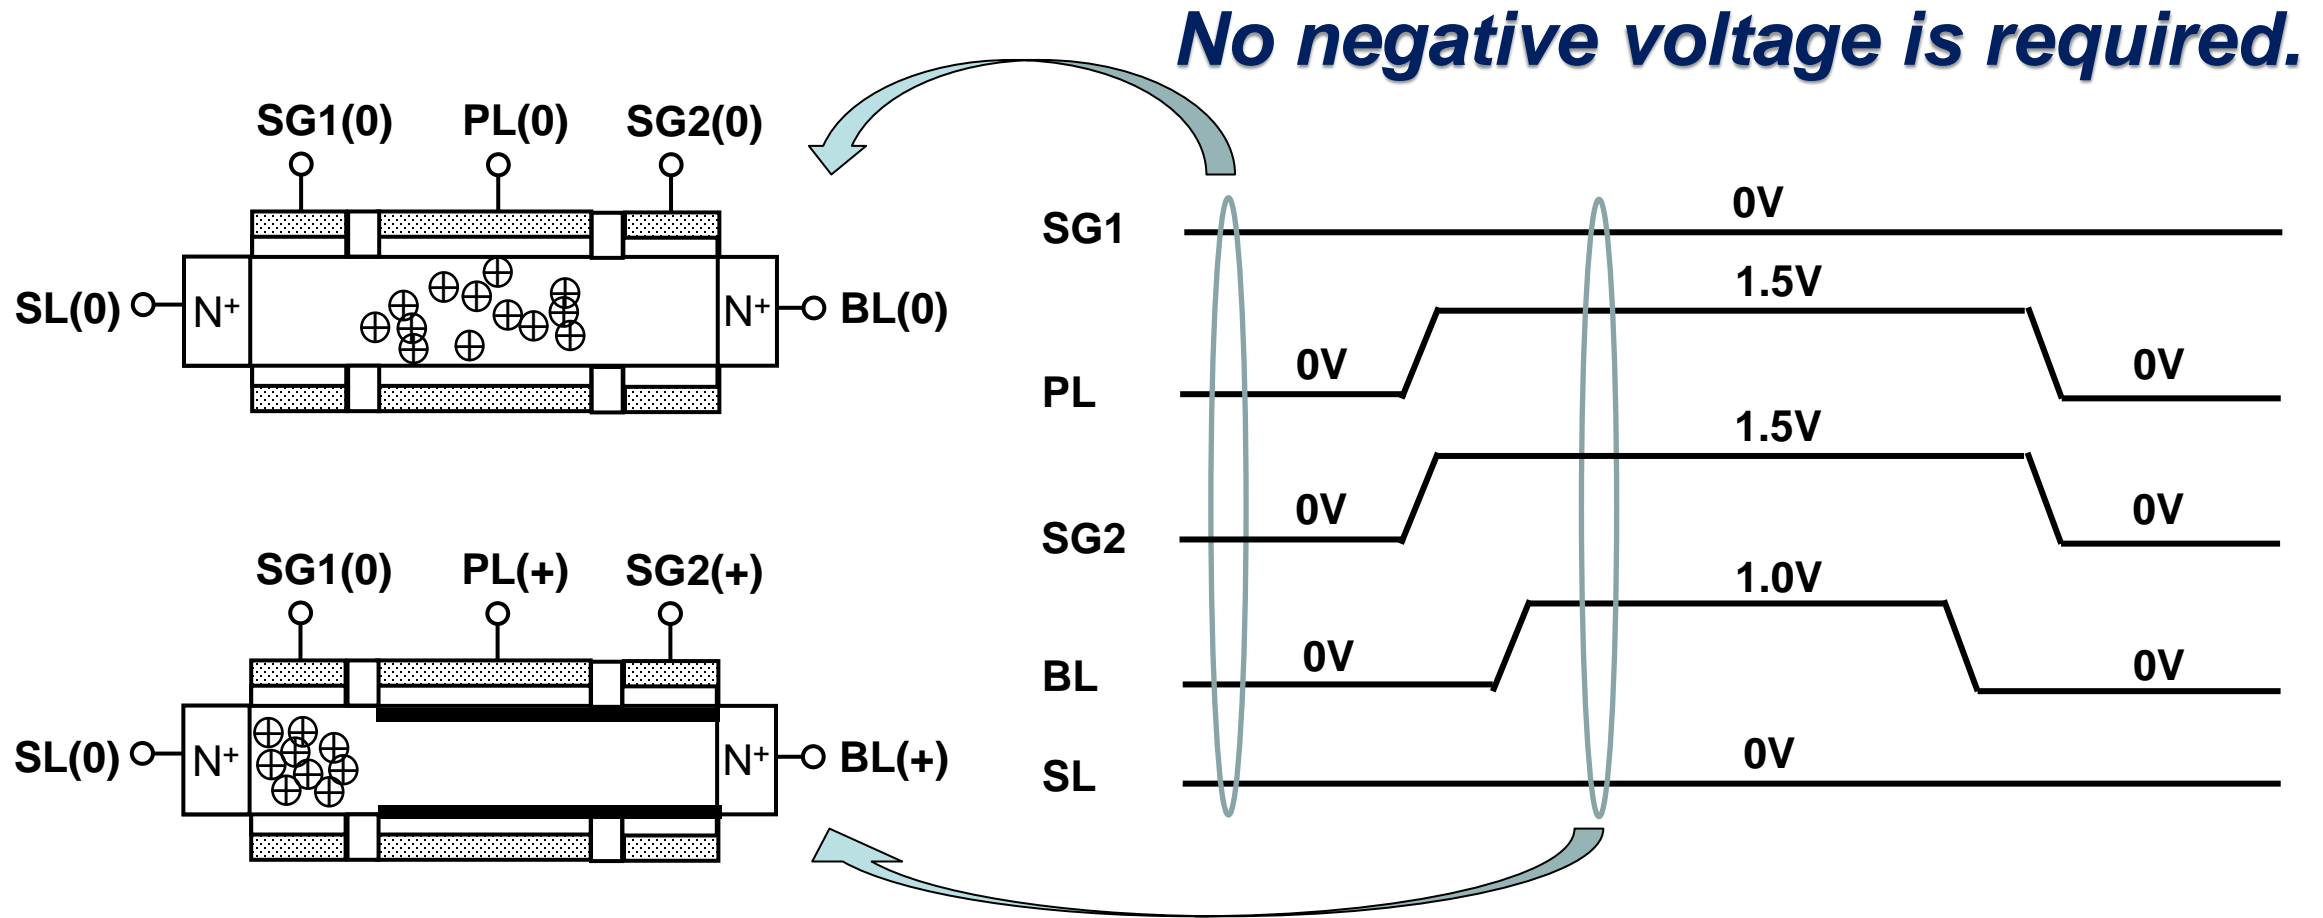 No negative voltage is required.
SG1(0) PL(0) SG2(0)
SL(0) N+ N+ BL(0)
SG1(0) PL(+) SG2(+)
SL(0) N+ N+ BL(+)
SG1 0V
PL 0V 1.5V 0V
SG2 0V 1.5V 0V
BL 0V 1.0V 0V
SL 0V